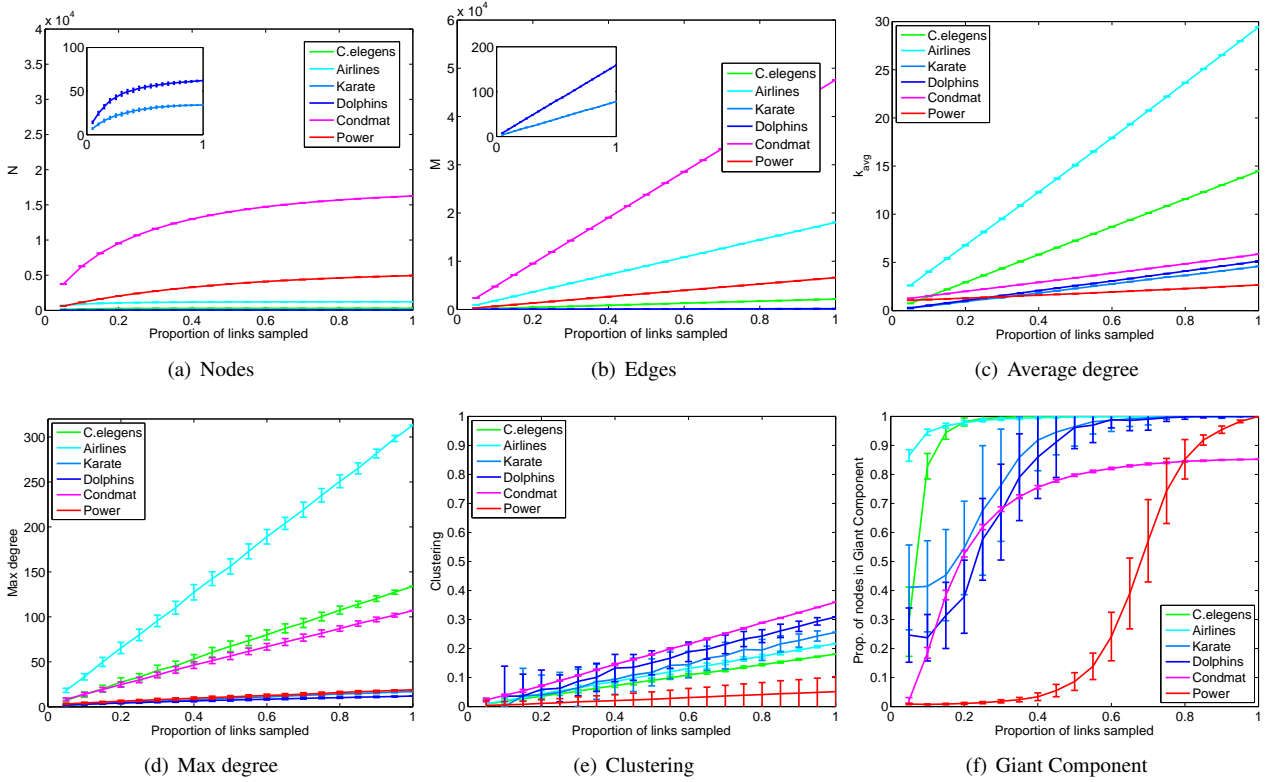 x 10⁴
4
3.5
3
2.5
2
1.5
1
0.5
0
N
100
50
0
0
1
C.elegens
Airlines
Karate
Dolphins
Condmat
Power
0
0.2
0.4
0.6
0.8
1
Proportion of links sampled
(a) Nodes
x 10⁴
6
5
4
3
2
1
0
M
200
100
0
0
1
C.elegens
Airlines
Karate
Dolphins
Condmat
Power
0
0.2
0.4
0.6
0.8
1
Proportion of links sampled
(b) Edges
30
25
20
15
10
5
0
k_avg
C.elegens
Airlines
Karate
Dolphins
Condmat
Power
0
0.2
0.4
0.6
0.8
1
Proportion of links sampled
(c) Average degree
300
250
200
150
100
50
0
Max degree
C.elegens
Airlines
Karate
Dolphins
Condmat
Power
0
0.2
0.4
0.6
0.8
1
Proportion of links sampled
(d) Max degree
1
0.9
0.8
0.7
0.6
0.5
0.4
0.3
0.2
0.1
0
Clustering
C.elegens
Airlines
Karate
Dolphins
Condmat
Power
0
0.2
0.4
0.6
0.8
1
Proportion of links sampled
(e) Clustering
1
0.9
0.8
0.7
0.6
0.5
0.4
0.3
0.2
0.1
0
Prop. of nodes in Giant Component
C.elegens
Airlines
Karate
Dolphins
Condmat
Power
0
0.2
0.4
0.6
0.8
1
Proportion of links sampled
(f) Giant Component